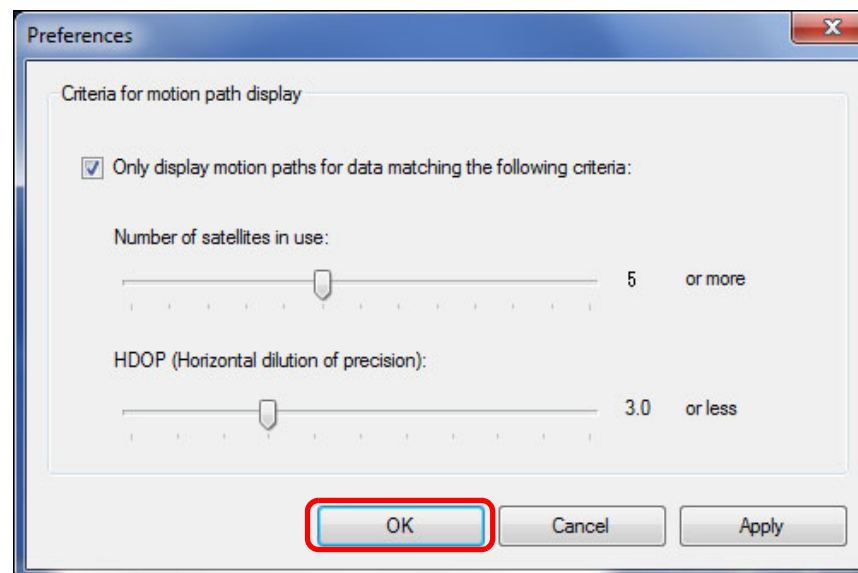 Preferences
Criteria for motion path display
Only display motion paths for data matching the following criteria:
Number of satellites in use:
5 or more
HDOP (Horizontal dilution of precision):
3.0 or less
OK Cancel Apply